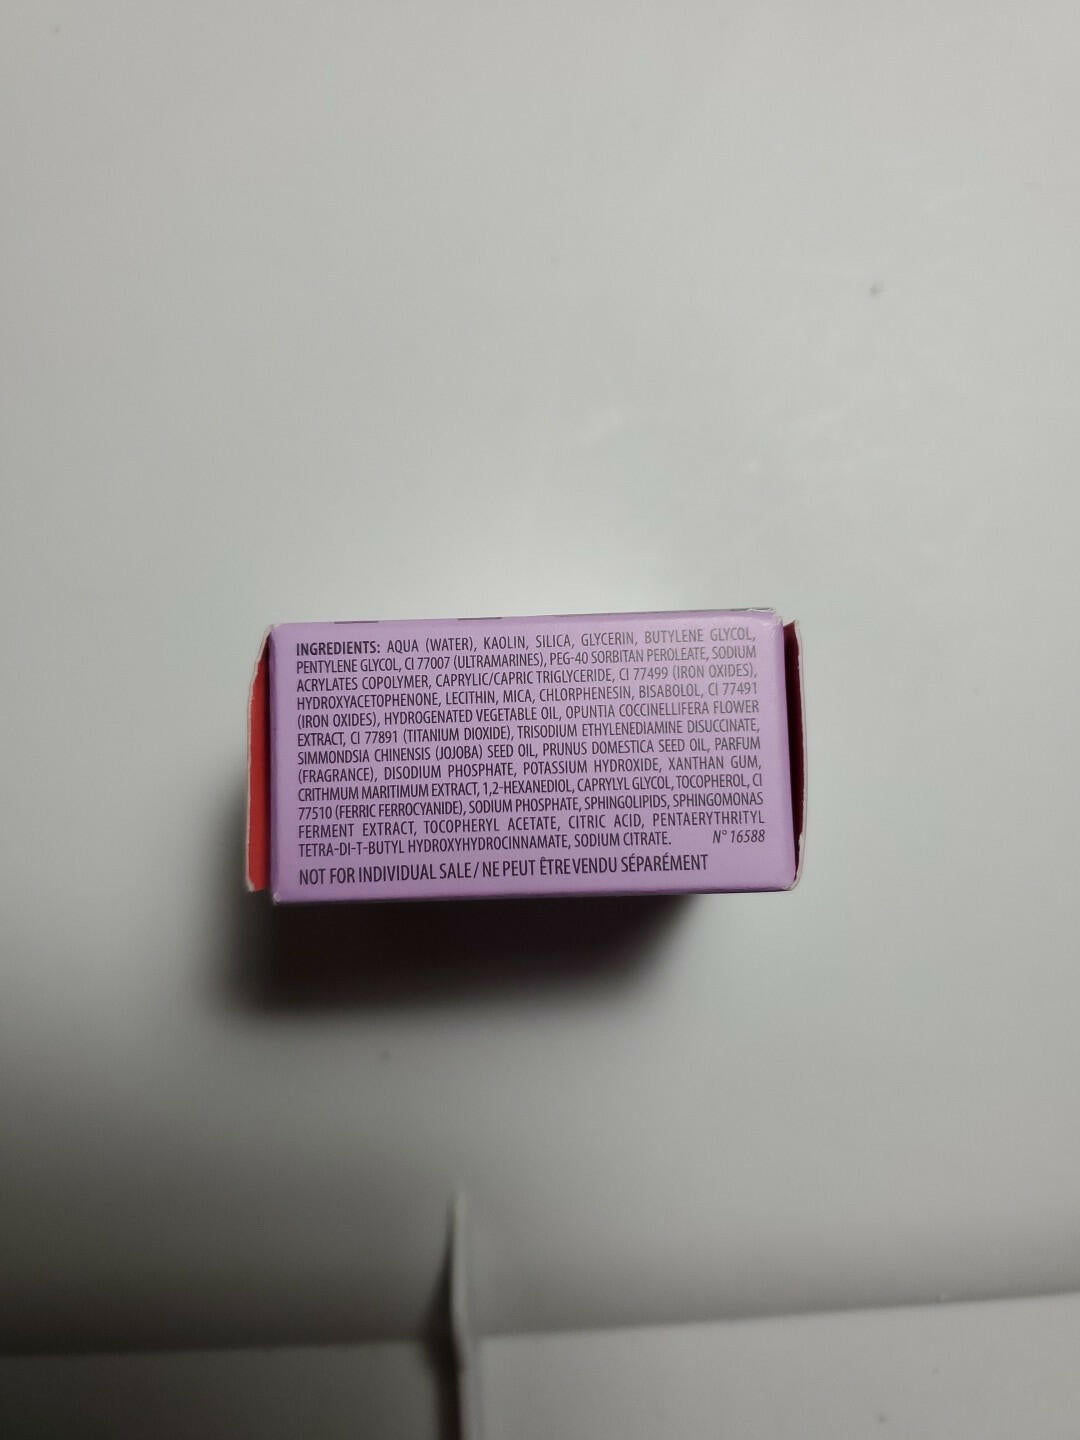 INGREDIENTS: AQUA (WATER), KAOLIN, SILICA, GLYCERIN, BUTYLENE GLYCOL,
PENTYLENE GLYCOL, CI 77007 (ULTRAMARINES), PEG-40 SORBITAN PEROLEATE, SODIUM
ACRYLATES COPOLYMER, CAPRYLIC/CAPRIC TRIGLYCERIDE, CI 77499 (IRON OXIDES),
HYDROXYACETOPHENONE, LECITHIN, MICA, CHLORPHENESIN, BISABOLOL, CI 77491
(IRON OXIDES), HYDROGENATED VEGETABLE OIL, OPUNTIA COCCINELLIFERA FLOWER
EXTRACT, CI 77891 (TITANIUM DIOXIDE), TRISODIUM ETHYLENEDIAMINE DISUCCINATE,
SIMMONDSIA CHINENSIS (JOJOBA) SEED OIL, PRUNUS DOMESTICA SEED OIL, PARFUM
(FRAGRANCE), DISODIUM PHOSPHATE, POTASSIUM HYDROXIDE, XANTHAN GUM,
CRITHMUM MARITIMUM EXTRACT, 1,2-HEXANEDIOL, CAPRYLYL GLYCOL, TOCOPHEROL, CI
77510 (FERRIC FERROCYANIDE), SODIUM PHOSPHATE, SPHINGOLIPIDS, SPHINGOMONAS
FERMENT EXTRACT, TOCOPHERYL ACETATE, CITRIC ACID, PENTAERYTHRITYL
TETRA-DI-T-BUTYL HYDROXYHYDROCINNAMATE, SODIUM CITRATE. N° 16588
NOT FOR INDIVIDUAL SALE / NE PEUT ÊTRE VENDU SÉPARÉMENT